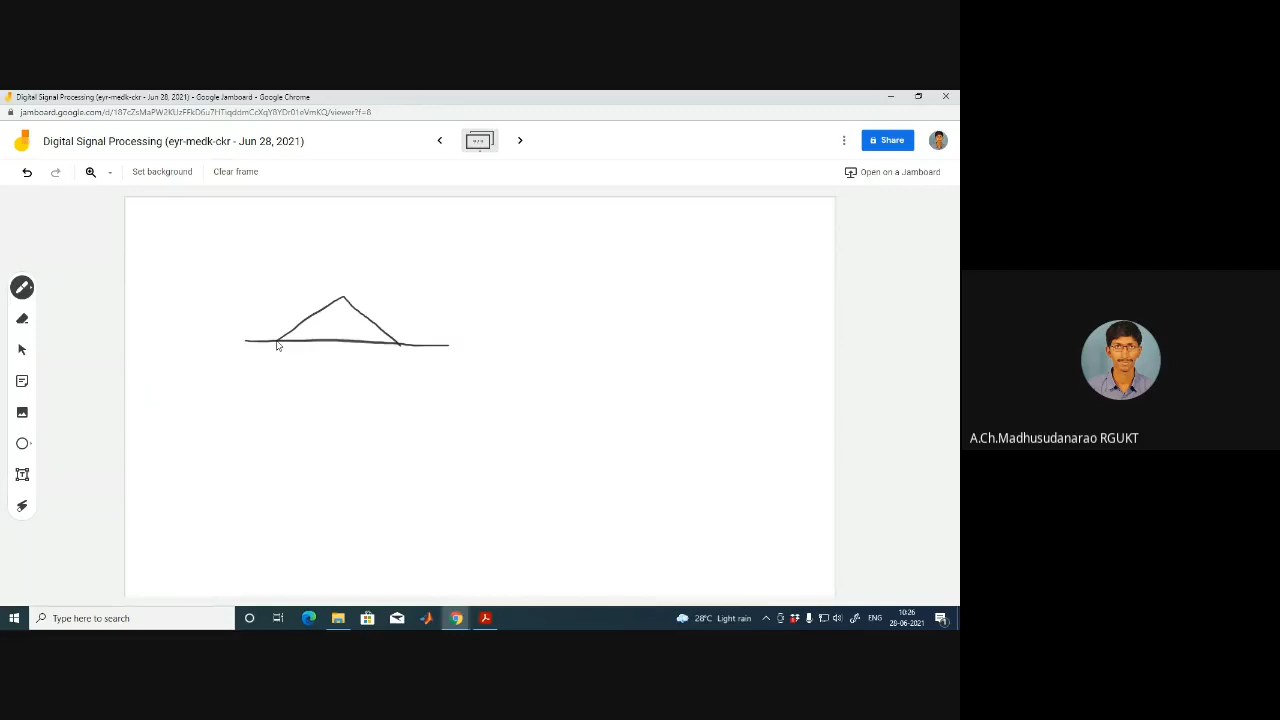 Digital Signal Processing (eyr-medk-ckr - Jun 28, 2021) - Google Jamboard - Google Chrome
Digital Signal Processing (eyr-medk-ckr - Jun 28, 2021)
Share
Set background
Clear frame
Open on a Jamboard
A.Ch.Madhusudanarao RGUKT
Type here to search
28°C Light rain
ENG
10:26
28-06-2021